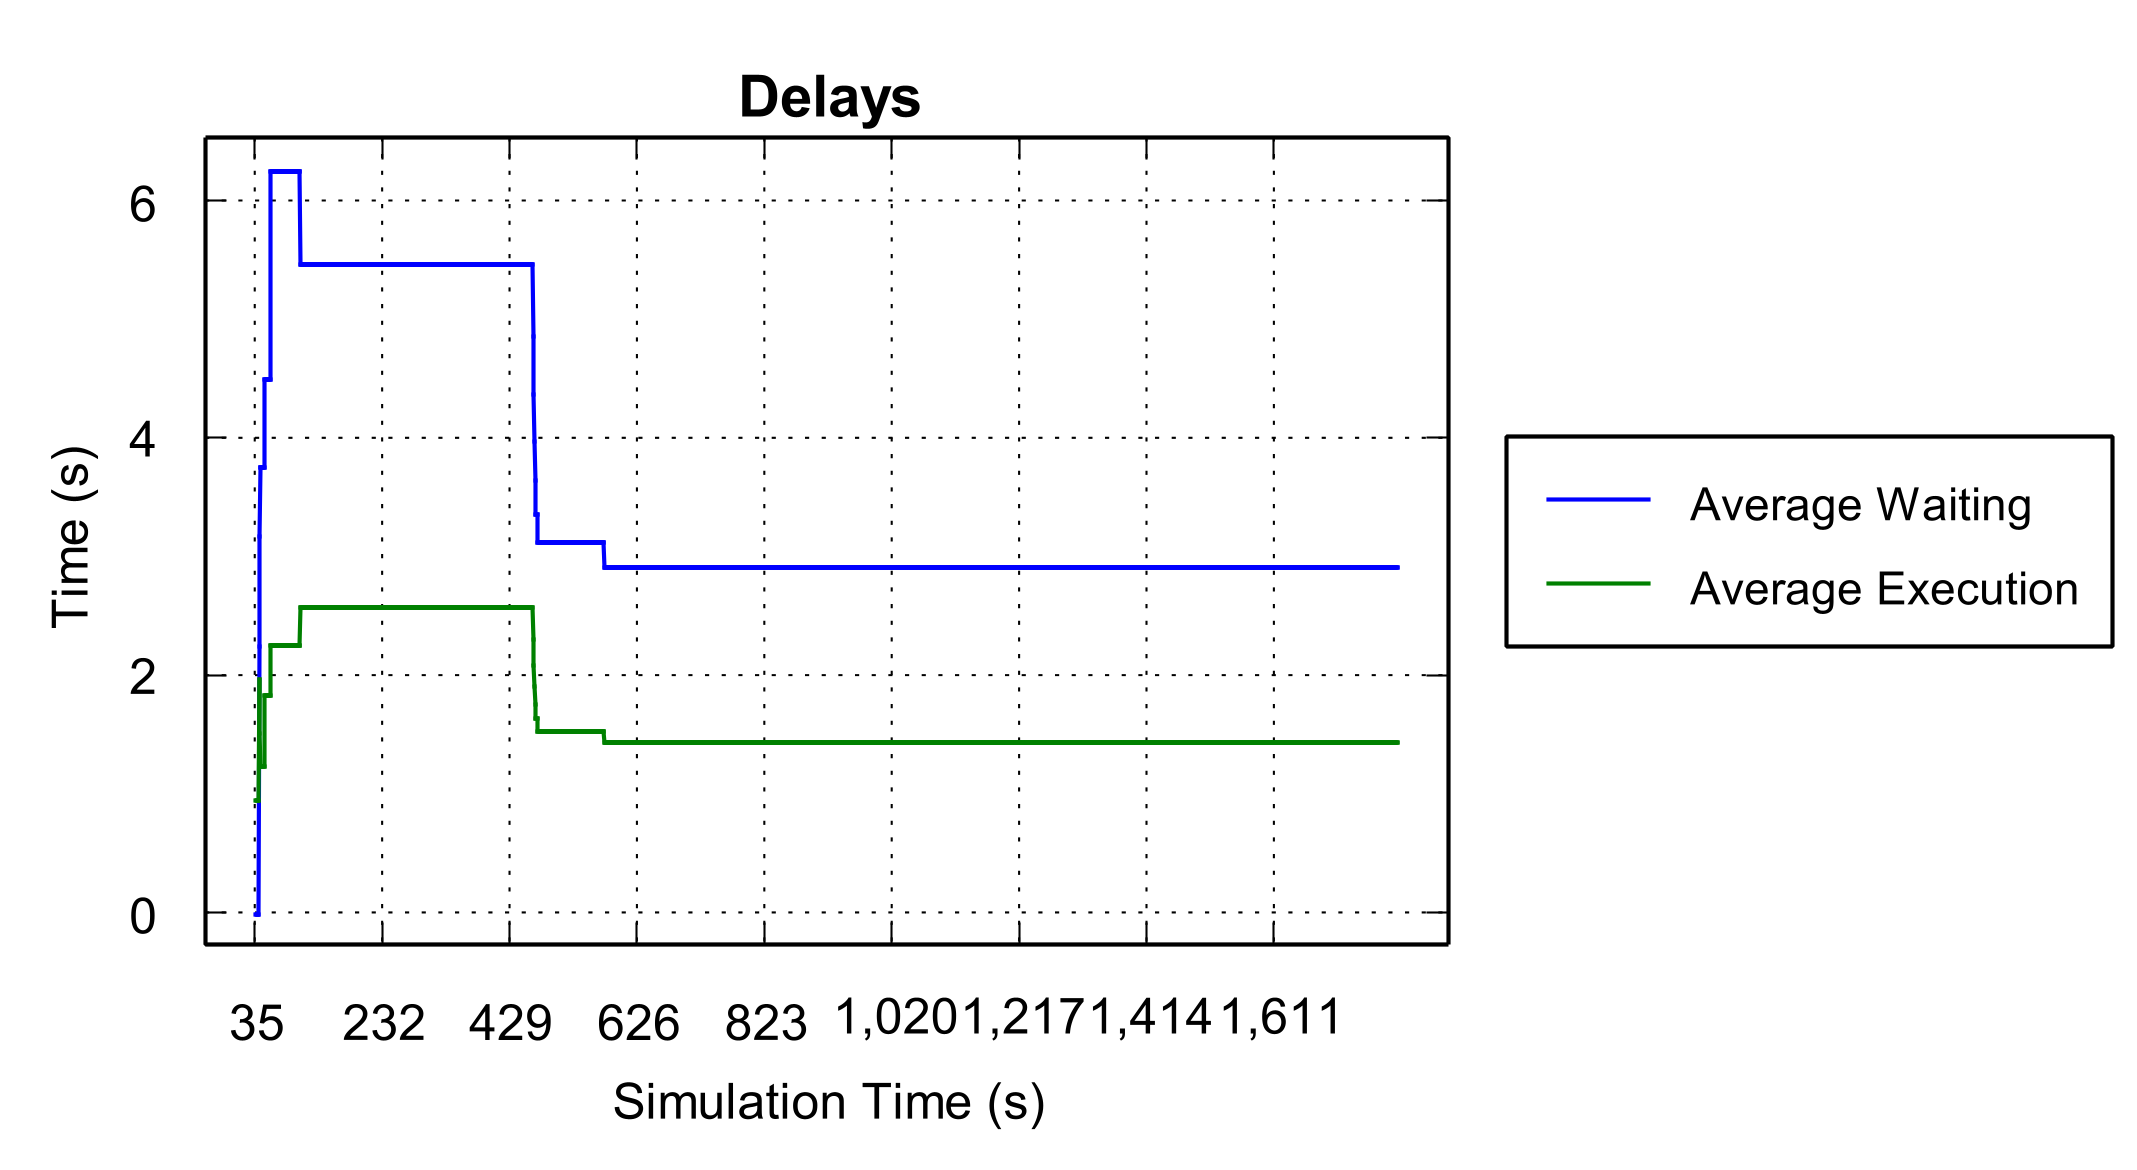 Delays
6
4
2
0
Time (s)
35 232 429 626 823 1,020 1,217 1,414 1,611
Simulation Time (s)
Average Waiting
Average Execution